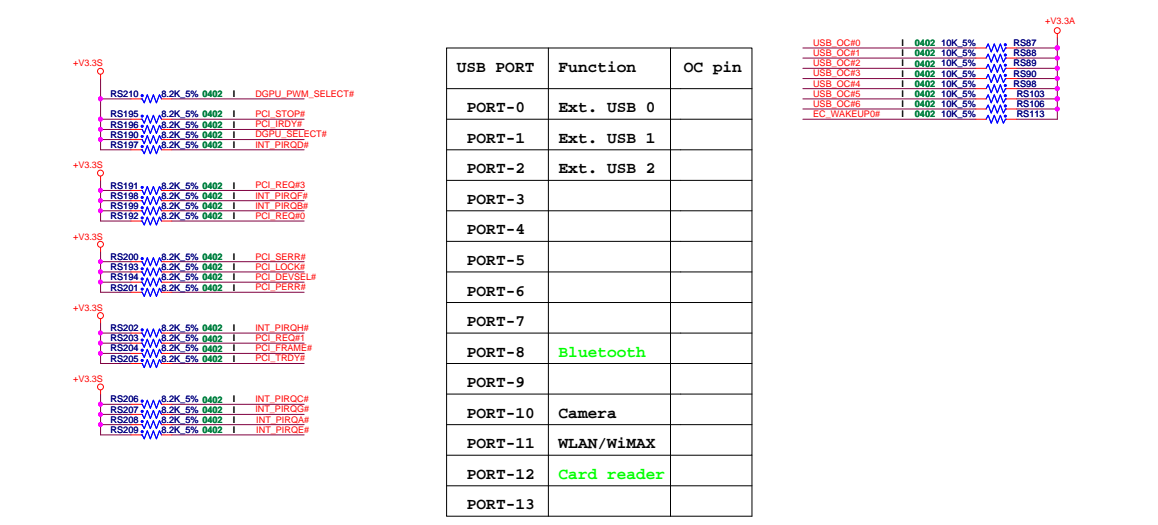 +V3.3S
RS210 8.2K_5% 0402 I DGPU_PWM_SELECT#
RS195 8.2K_5% 0402 I PCI_STOP#
RS196 8.2K_5% 0402 I PCI_IRDY#
RS190 8.2K_5% 0402 I DGPU_SELECT#
RS197 8.2K_5% 0402 I INT_PIRQD#
+V3.3S
RS191 8.2K_5% 0402 I PCI_REQ#3
RS198 8.2K_5% 0402 I INT_PIRQF#
RS199 8.2K_5% 0402 I INT_PIRQB#
RS192 8.2K_5% 0402 I PCI_REQ#0
+V3.3S
RS200 8.2K_5% 0402 I PCI_SERR#
RS193 8.2K_5% 0402 I PCI_LOCK#
RS194 8.2K_5% 0402 I PCI_DEVSEL#
RS201 8.2K_5% 0402 I PCI_PERR#
+V3.3S
RS202 8.2K_5% 0402 I INT_PIRQH#
RS203 8.2K_5% 0402 I PCI_REQ#1
RS204 8.2K_5% 0402 I PCI_FRAME#
RS205 8.2K_5% 0402 I PCI_TRDY#
+V3.3S
RS206 8.2K_5% 0402 I INT_PIRQC#
RS207 8.2K_5% 0402 I INT_PIRQG#
RS208 8.2K_5% 0402 I INT_PIRQA#
RS209 8.2K_5% 0402 I INT_PIRQE#
USB PORT Function OC pin
PORT-0 Ext. USB 0
PORT-1 Ext. USB 1
PORT-2 Ext. USB 2
PORT-3
PORT-4
PORT-5
PORT-6
PORT-7
PORT-8 Bluetooth
PORT-9
PORT-10 Camera
PORT-11 WLAN/WiMAX
PORT-12 Card reader
PORT-13
+V3.3A
USB_OC#0 I 0402 10K_5% RS87
USB_OC#1 I 0402 10K_5% RS88
USB_OC#2 I 0402 10K_5% RS89
USB_OC#3 I 0402 10K_5% RS90
USB_OC#4 I 0402 10K_5% RS98
USB_OC#5 I 0402 10K_5% RS103
USB_OC#6 I 0402 10K_5% RS106
EC_WAKEUP0# I 0402 10K_5% RS113